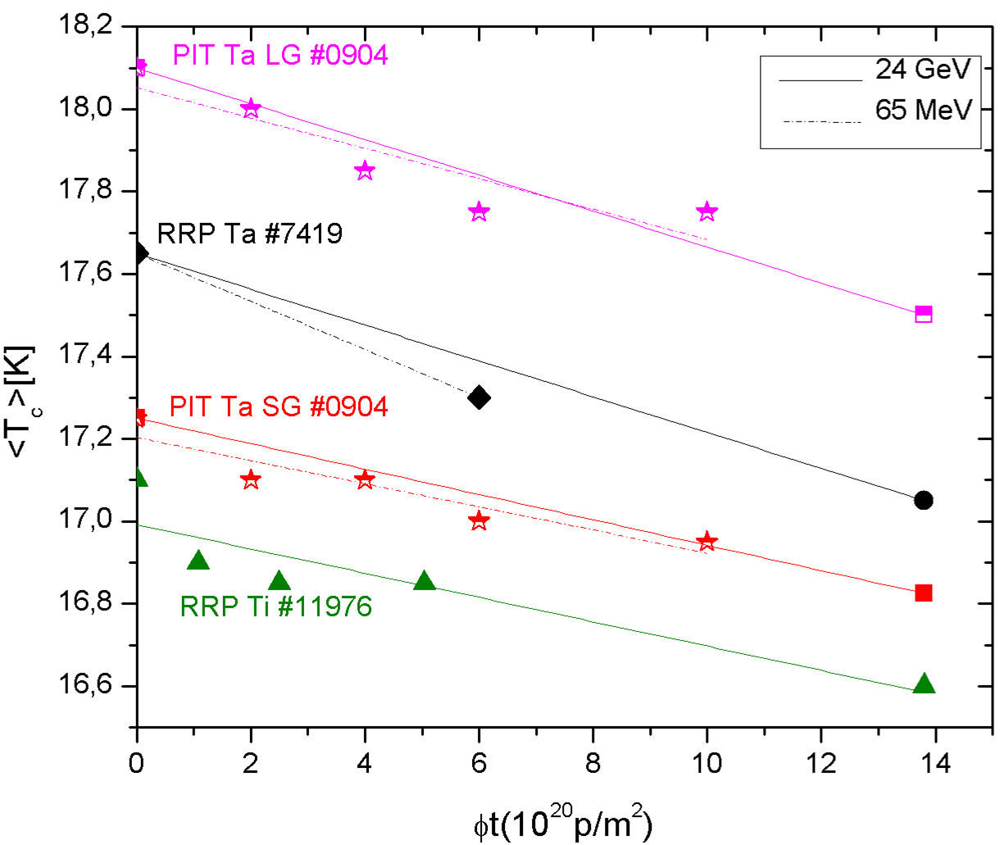 18,2
PIT Ta LG #0904
24 GeV
18,0
65 MeV
17,8
RRP Ta #7419
17,6
17,4
<T_c>[K]
PIT Ta SG #0904
17,2
17,0
16,8
RRP Ti #11976
16,6
0 2 4 6 8 10 12 14
ϕt(10²⁰p/m²)